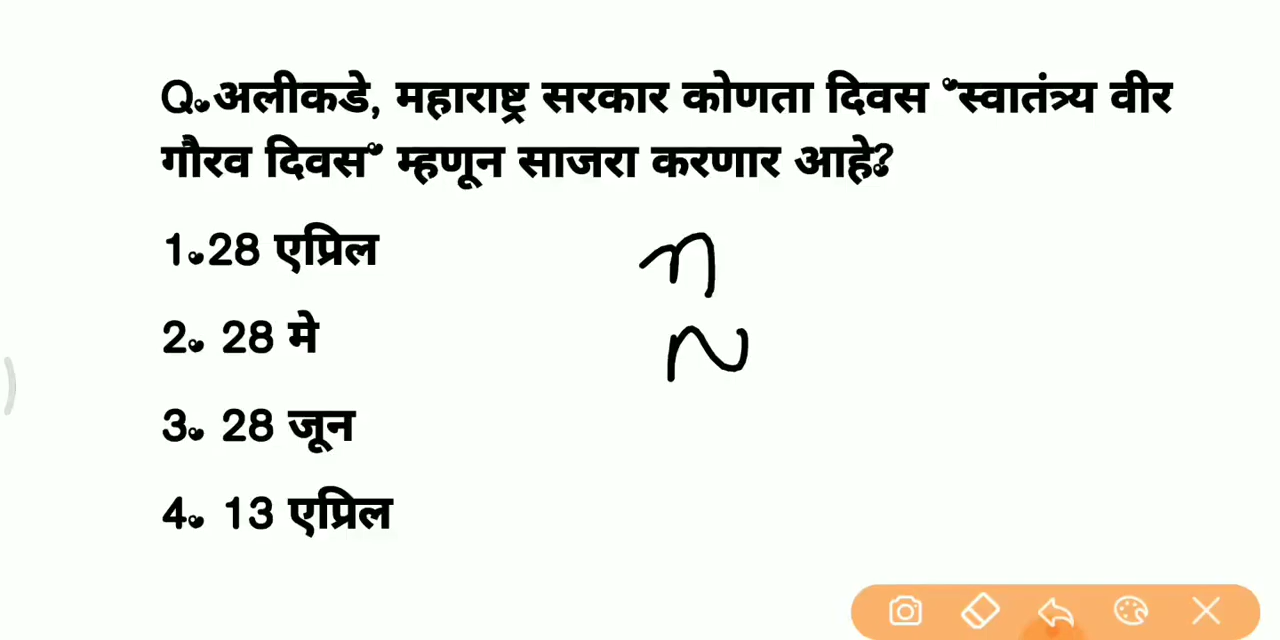 Q.अलीकडे, महाराष्ट्र सरकार कोणता दिवस "स्वातंत्र्य वीर
गौरव दिवस" म्हणून साजरा करणार आहे?
1.28 एप्रिल
2. 28 मे
3. 28 जून
4. 13 एप्रिल